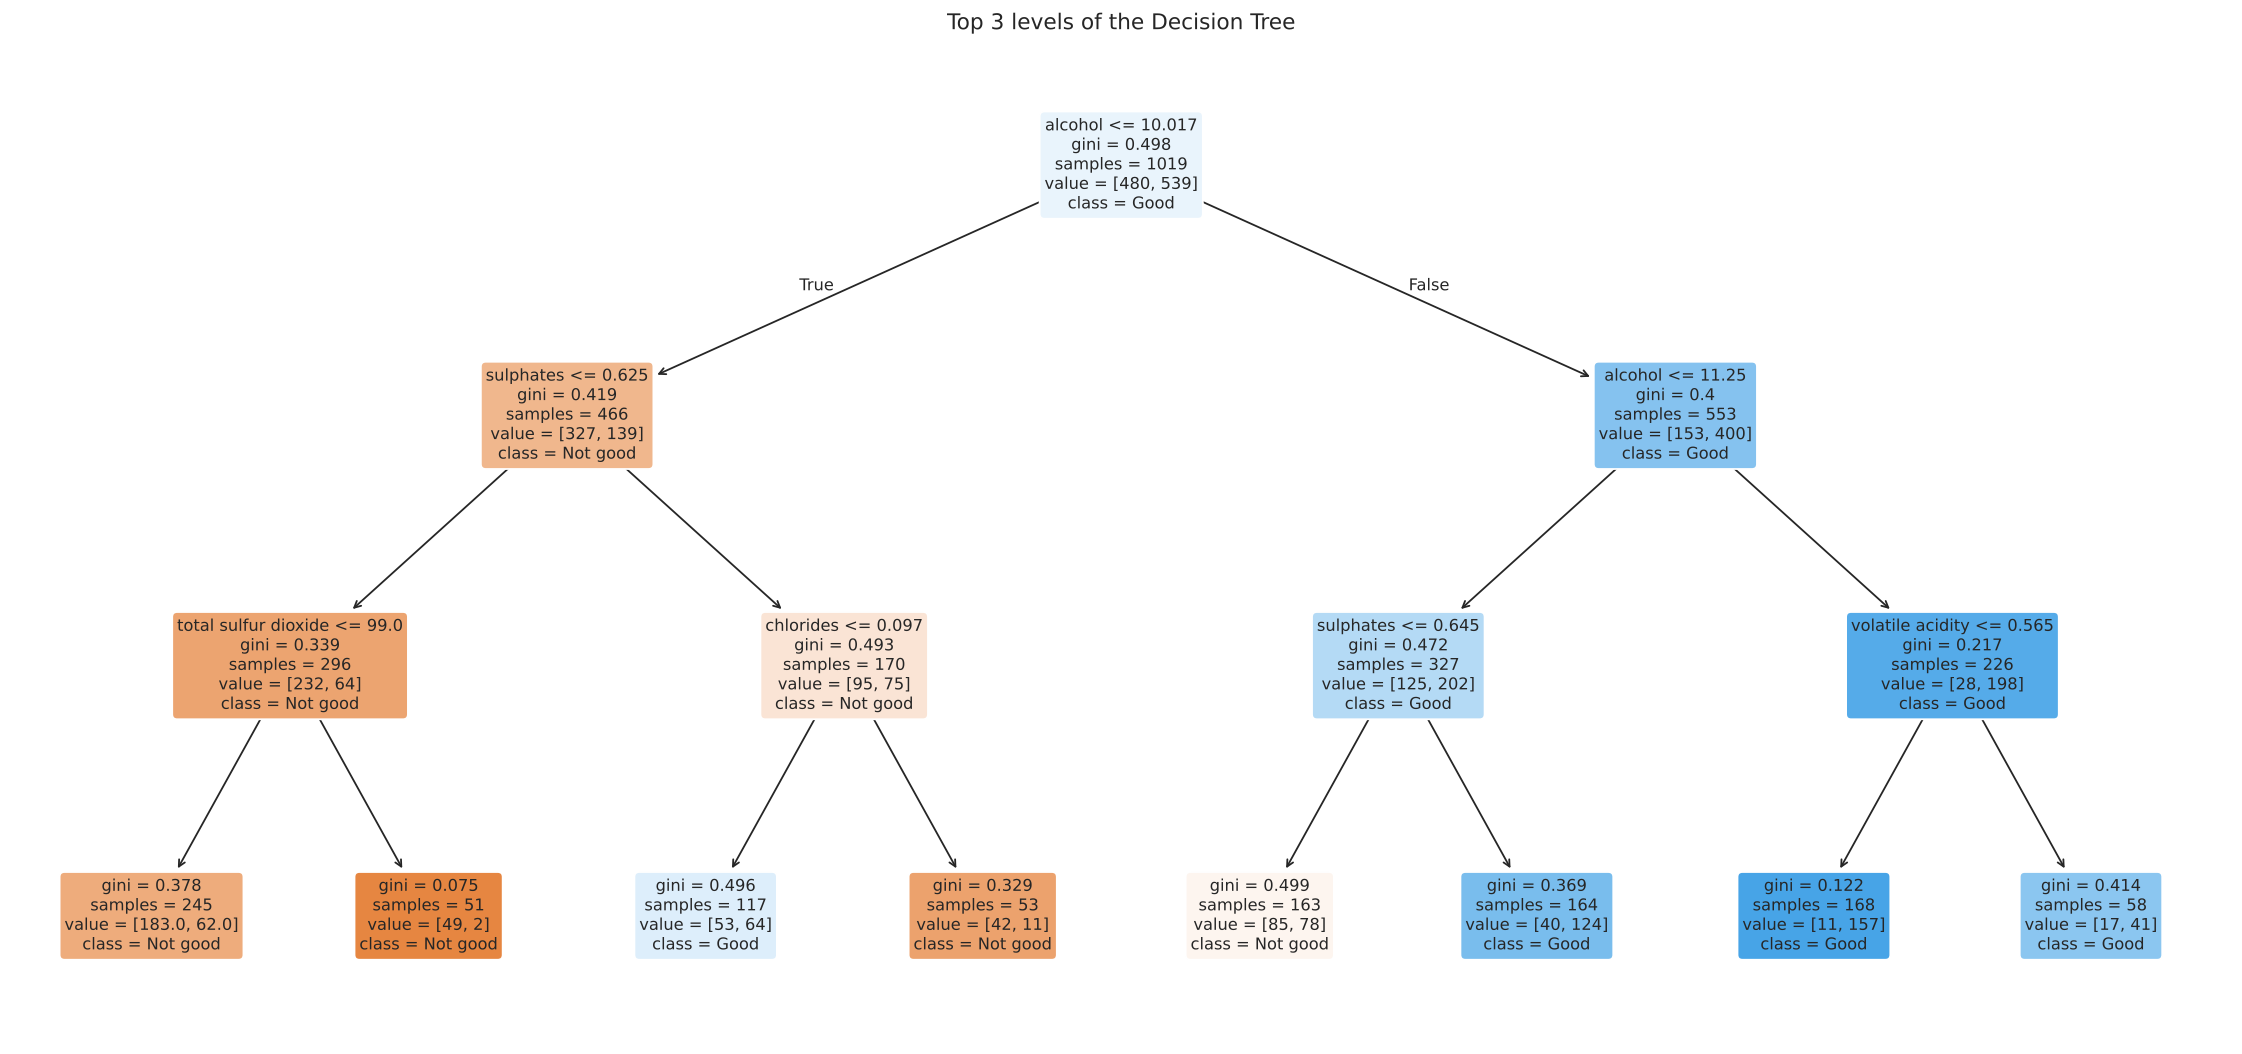 Top 3 levels of the Decision Tree
alcohol <= 10.017
gini = 0.498
samples = 1019
value = [480, 539]
class = Good
True
False
sulphates <= 0.625
gini = 0.419
samples = 466
value = [327, 139]
class = Not good
alcohol <= 11.25
gini = 0.4
samples = 553
value = [153, 400]
class = Good
total sulfur dioxide <= 99.0
gini = 0.339
samples = 296
value = [232, 64]
class = Not good
chlorides <= 0.097
gini = 0.493
samples = 170
value = [95, 75]
class = Not good
sulphates <= 0.645
gini = 0.472
samples = 327
value = [125, 202]
class = Good
volatile acidity <= 0.565
gini = 0.217
samples = 226
value = [28, 198]
class = Good
gini = 0.378
samples = 245
value = [183.0, 62.0]
class = Not good
gini = 0.075
samples = 51
value = [49, 2]
class = Not good
gini = 0.496
samples = 117
value = [53, 64]
class = Good
gini = 0.329
samples = 53
value = [42, 11]
class = Not good
gini = 0.499
samples = 163
value = [85, 78]
class = Not good
gini = 0.369
samples = 164
value = [40, 124]
class = Good
gini = 0.122
samples = 168
value = [11, 157]
class = Good
gini = 0.414
samples = 58
value = [17, 41]
class = Good